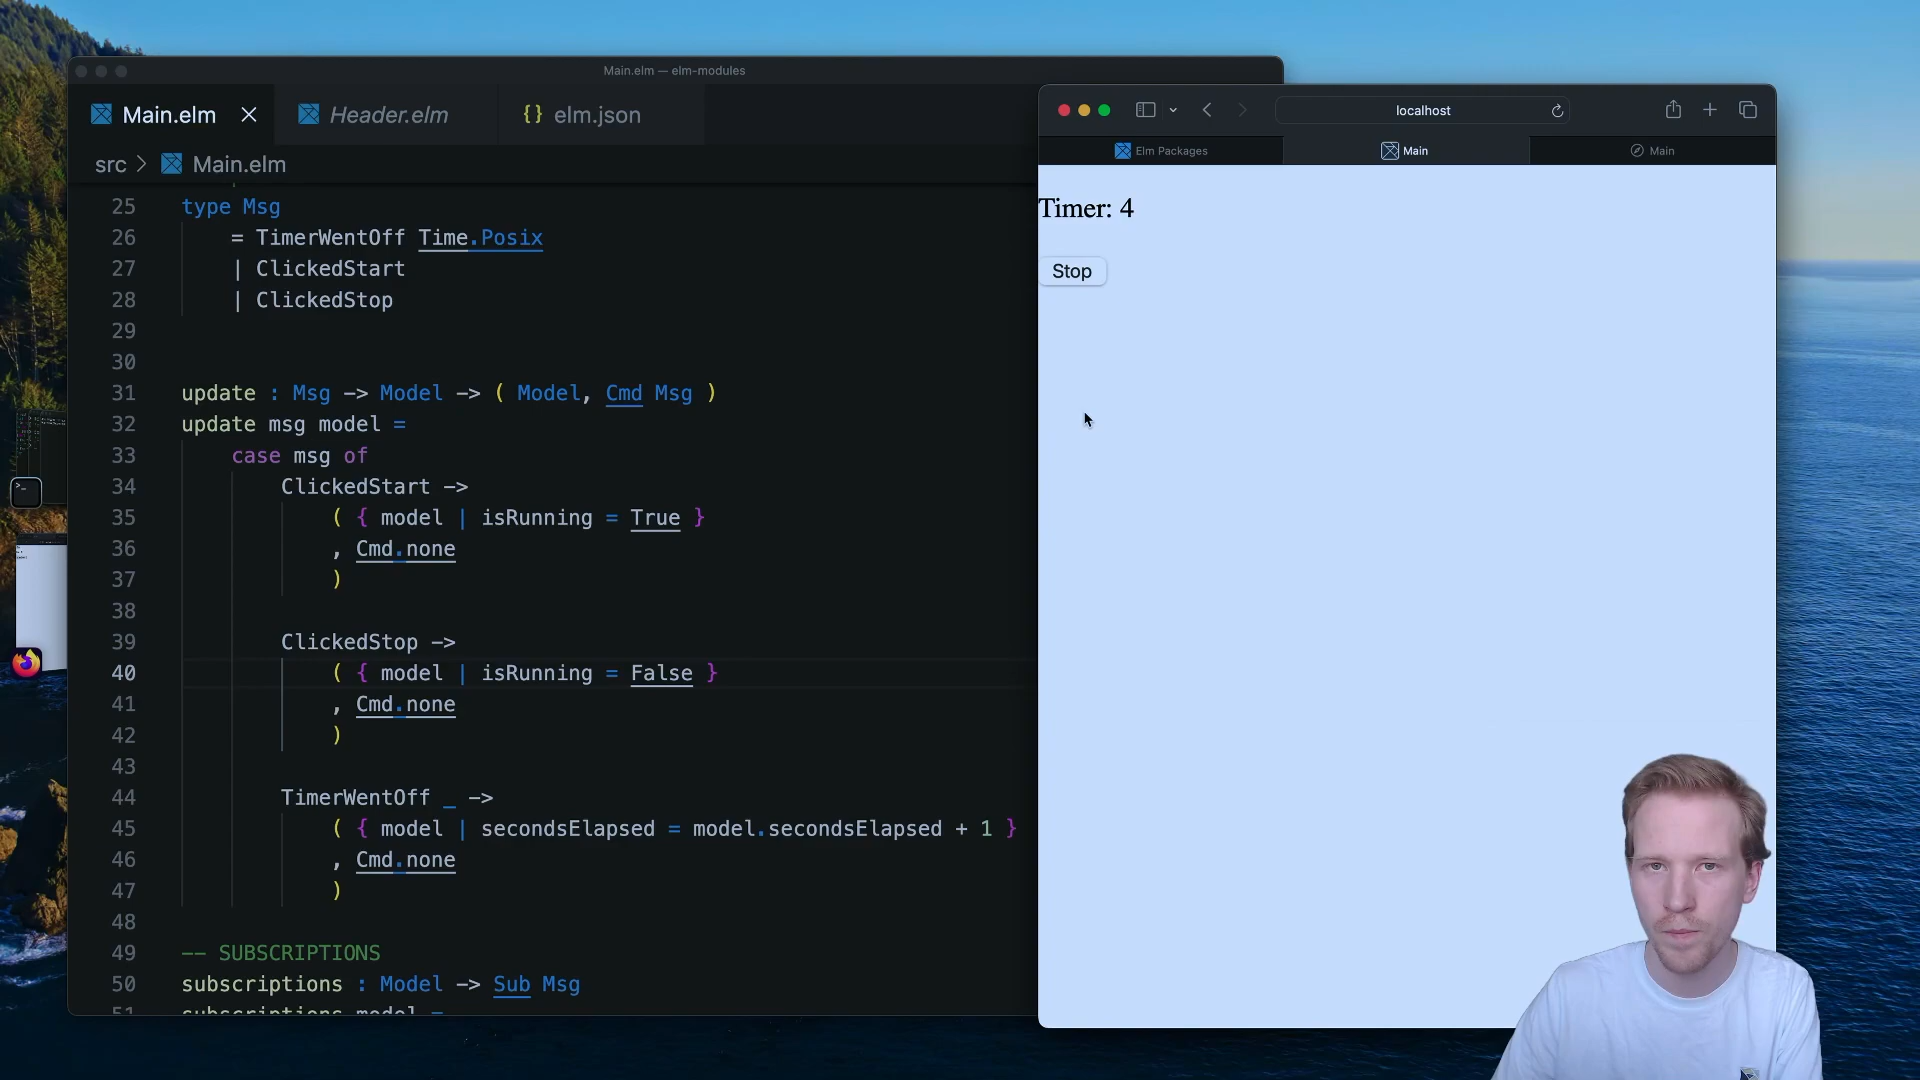 Main.elm — elm-modules
Main.elm
Header.elm
{} elm.json
src > Main.elm
25 type Msg
26 = TimerWentOff Time.Posix
27 | ClickedStart
28 | ClickedStop
29
30
31 update : Msg -> Model -> ( Model, Cmd Msg )
32 update msg model =
33 case msg of
34 ClickedStart ->
35 ( { model | isRunning = True }
36 , Cmd.none
37 )
38
39 ClickedStop ->
40 ( { model | isRunning = False }
41 , Cmd.none
42 )
43
44 TimerWentOff _ ->
45 ( { model | secondsElapsed = model.secondsElapsed + 1 }
46 , Cmd.none
47 )
48
49 -- SUBSCRIPTIONS
50 subscriptions : Model -> Sub Msg
51 subscriptions model =
localhost
Elm Packages
Main
Main
Timer: 4
Stop